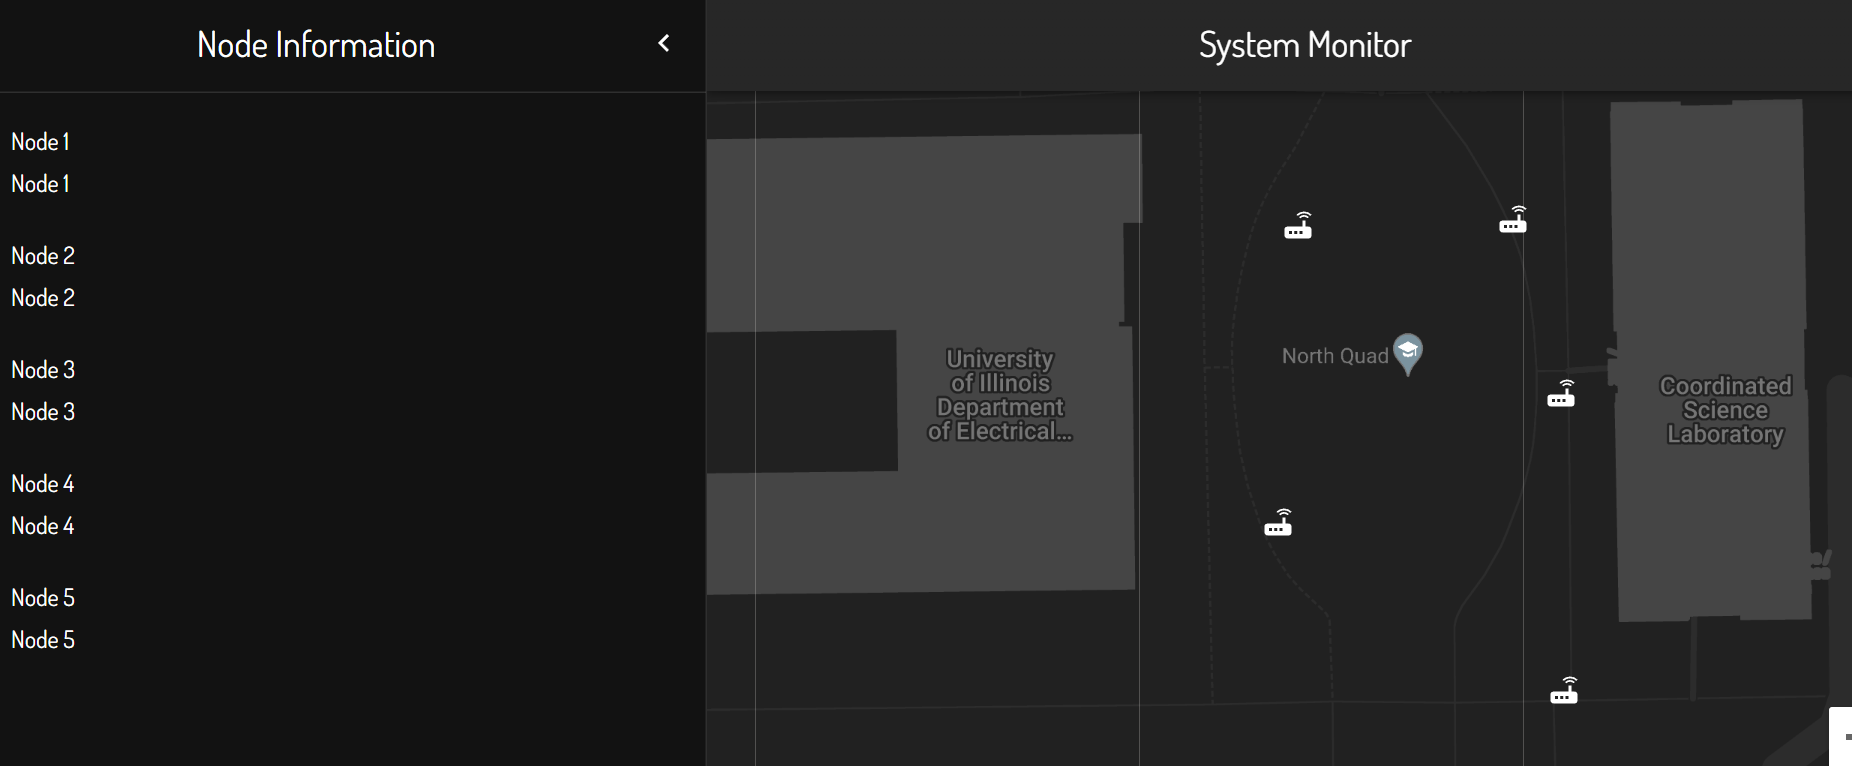 Node Information
System Monitor
Node 1
Node 1
Node 2
Node 2
Node 3
Node 3
Node 4
Node 4
Node 5
Node 5
North Quad
University
of Illinois
Department
of Electrical...
Coordinated
Science
Laboratory